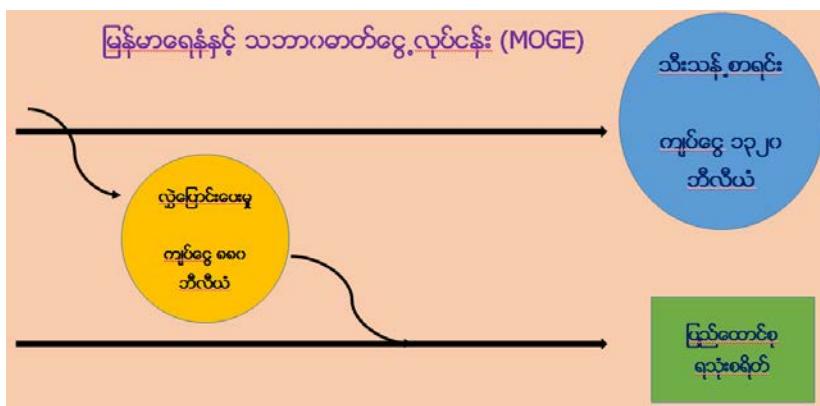 မြန်မာရေနံနှင့် သဘာဝဓာတ်ငွေ့လုပ်ငန်း (MOGE)
သီးသန့်စာရင်း
ကျပ်ငွေ ၁၃၂၀
ဘီလီယံ
လွှဲပြောင်းပေးမှု
ကျပ်ငွေ ၈၈၀
ဘီလီယံ
ပြည်ထောင်စု
ရသုံးစရိတ်